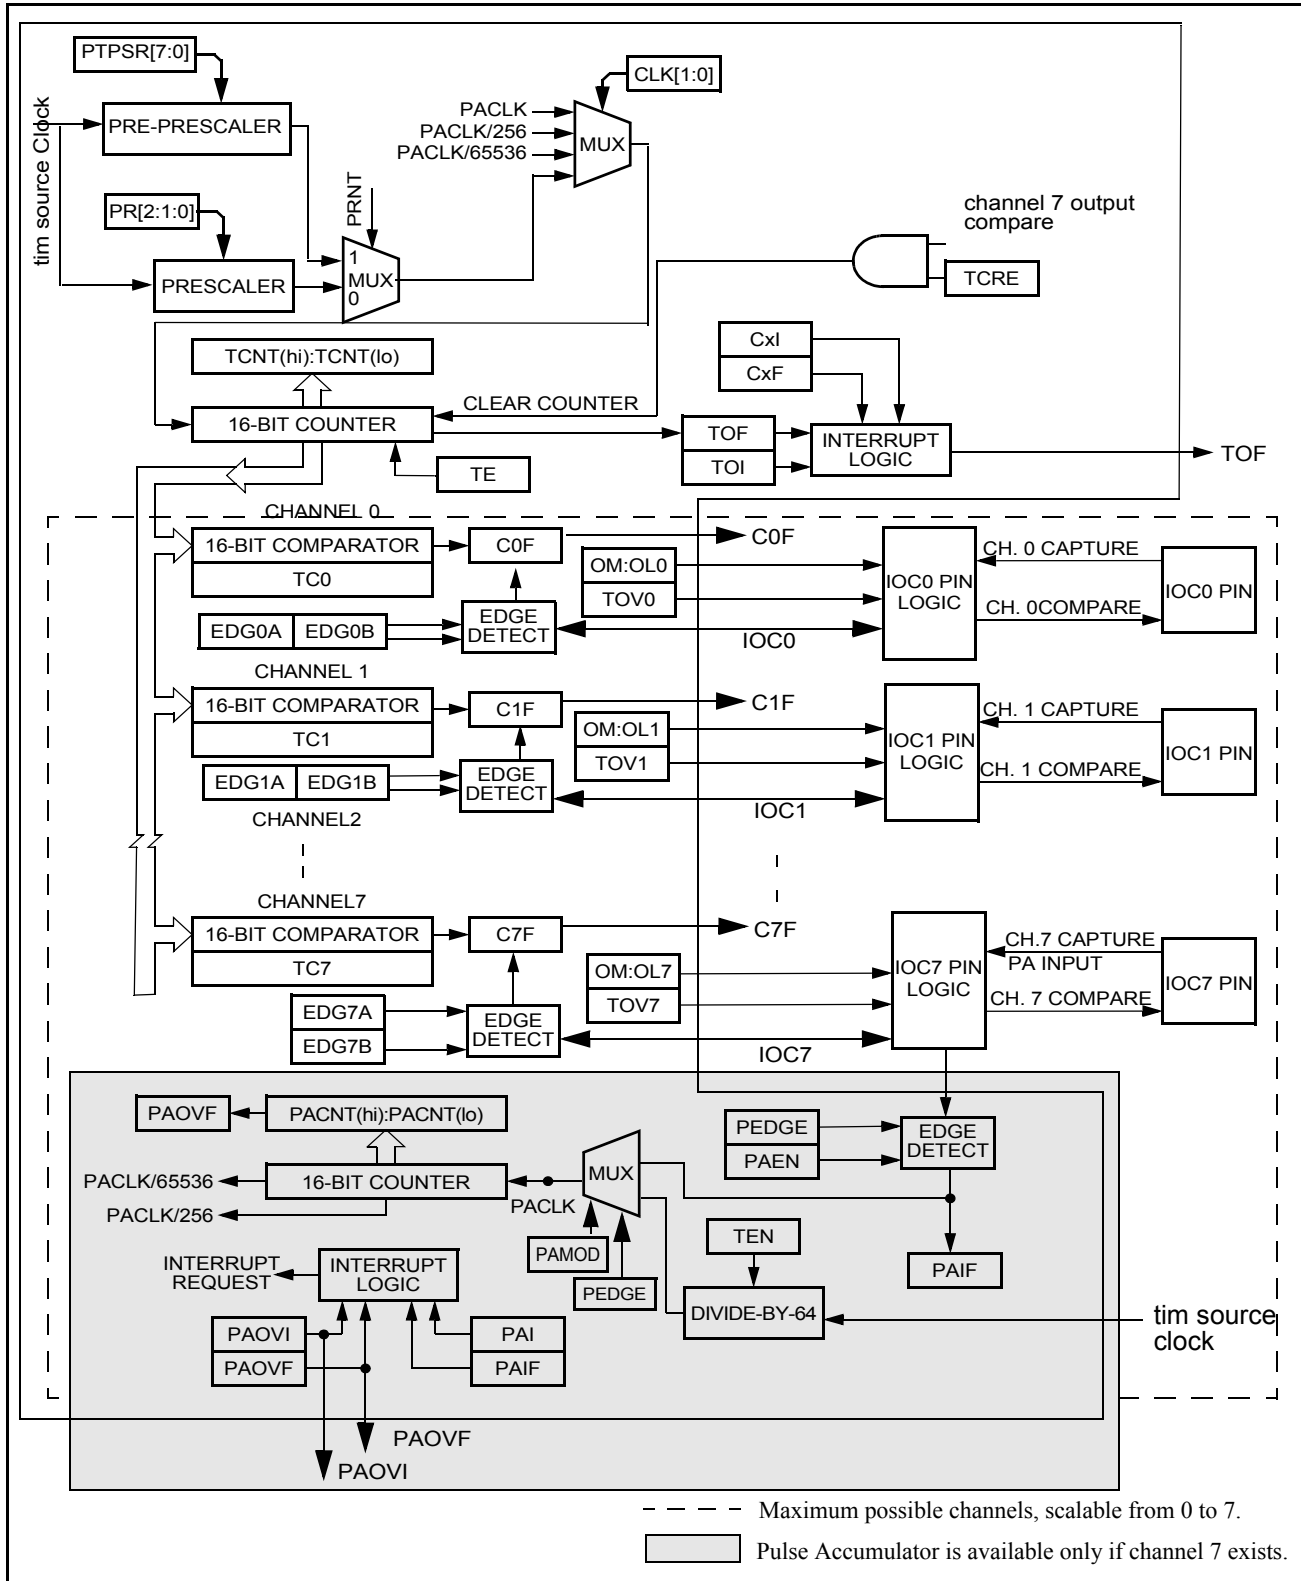 PTPSR[7:0]
CLK[1:0]
tim source Clock
PRE-PRESCALER
PACLK
PACLK/256
PACLK/65536
MUX
PR[2:1:0]
PRNT
channel 7 output
compare
PRESCALER
1
MUX
0
TCRE
TCNT(hi):TCNT(lo)
CxI
CxF
CLEAR COUNTER
16-BIT COUNTER
TOF
TOI
INTERRUPT
LOGIC
TOF
TE
CHANNEL 0
16-BIT COMPARATOR
TC0
C0F
C0F
OM:OL0
TOV0
IOC0 PIN
LOGIC
CH. 0 CAPTURE
CH. 0COMPARE
IOC0 PIN
EDG0A
EDG0B
EDGE
DETECT
IOC0
CHANNEL 1
16-BIT COMPARATOR
TC1
C1F
C1F
OM:OL1
TOV1
IOC1 PIN
LOGIC
CH. 1 CAPTURE
CH. 1 COMPARE
IOC1 PIN
EDG1A
EDG1B
EDGE
DETECT
IOC1
CHANNEL2
CHANNEL7
16-BIT COMPARATOR
TC7
C7F
C7F
OM:OL7
TOV7
IOC7 PIN
LOGIC
CH.7 CAPTURE
PA INPUT
CH. 7 COMPARE
IOC7 PIN
EDG7A
EDG7B
EDGE
DETECT
IOC7
PAOVF
PACNT(hi):PACNT(lo)
PEDGE
PAEN
EDGE
DETECT
MUX
PACLK/65536
16-BIT COUNTER
PACLK
PACLK/256
TEN
PAMOD
INTERRUPT
REQUEST
INTERRUPT
LOGIC
PAIF
PEDGE
DIVIDE-BY-64
tim source
clock
PAOVI
PAOVF
PAI
PAIF
PAOVF
PAOVI
Maximum possible channels, scalable from 0 to 7.
Pulse Accumulator is available only if channel 7 exists.